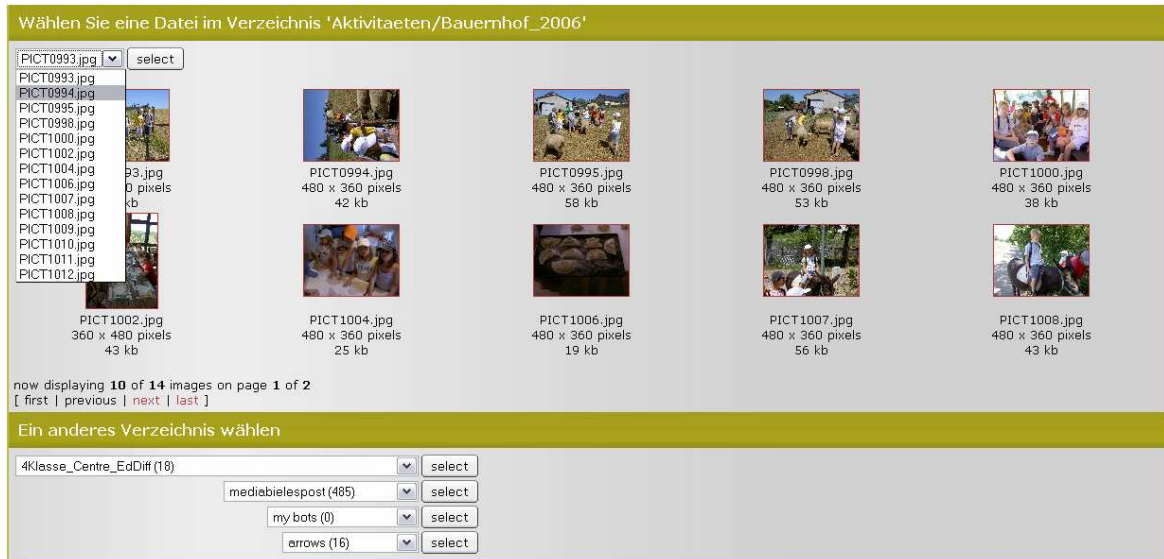 Wählen Sie eine Datei im Verzeichnis 'Aktivitaeten/Bauernhof_2006'
PICT0993.jpg select
PICT0993.jpg
PICT0994.jpg
PICT0995.jpg
PICT0998.jpg
PICT1000.jpg
PICT1002.jpg
PICT1004.jpg
PICT1006.jpg
PICT1007.jpg
PICT1008.jpg
PICT1009.jpg
PICT1010.jpg
PICT1011.jpg
PICT1012.jpg
93.jpg PICT0994.jpg PICT0995.jpg PICT0998.jpg PICT1000.jpg
0 pixels 480 x 360 pixels 480 x 360 pixels 480 x 360 pixels 480 x 360 pixels
kb 42 kb 58 kb 53 kb 38 kb
PICT1002.jpg PICT1004.jpg PICT1006.jpg PICT1007.jpg PICT1008.jpg
360 x 480 pixels 480 x 360 pixels 480 x 360 pixels 480 x 360 pixels 480 x 360 pixels
43 kb 25 kb 19 kb 56 kb 43 kb
now displaying 10 of 14 images on page 1 of 2
[ first | previous | next | last ]
Ein anderes Verzeichnis wählen
4Klasse_Centre_EdDiff (18) select
mediabielespost (485) select
my bots (0) select
arrows (16) select